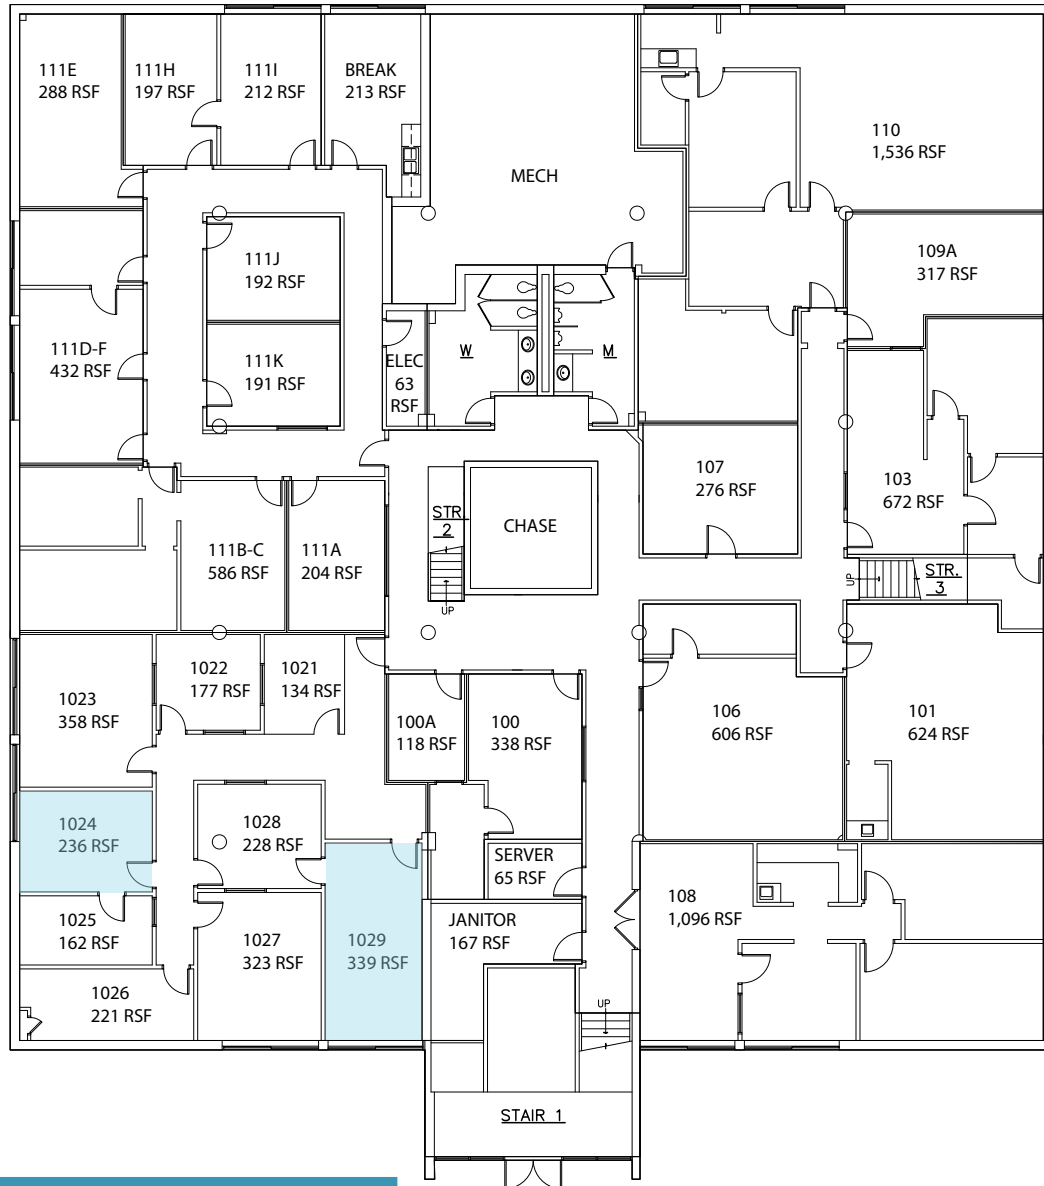 111E
288 RSF
111H
197 RSF
111I
212 RSF
BREAK
213 RSF
MECH
110
1,536 RSF
111J
192 RSF
109A
317 RSF
111D-F
432 RSF
111K
191 RSF
ELEC
63
RSF
W
M
107
276 RSF
103
672 RSF
STR.
2
UP
CHASE
111B-C
586 RSF
111A
204 RSF
UP
STR.
3
1023
358 RSF
1022
177 RSF
1021
134 RSF
100A
118 RSF
100
338 RSF
106
606 RSF
101
624 RSF
1024
236 RSF
1028
228 RSF
SERVER
65 RSF
1025
162 RSF
1027
323 RSF
1029
339 RSF
JANITOR
167 RSF
108
1,096 RSF
1026
221 RSF
UP
STAIR 1